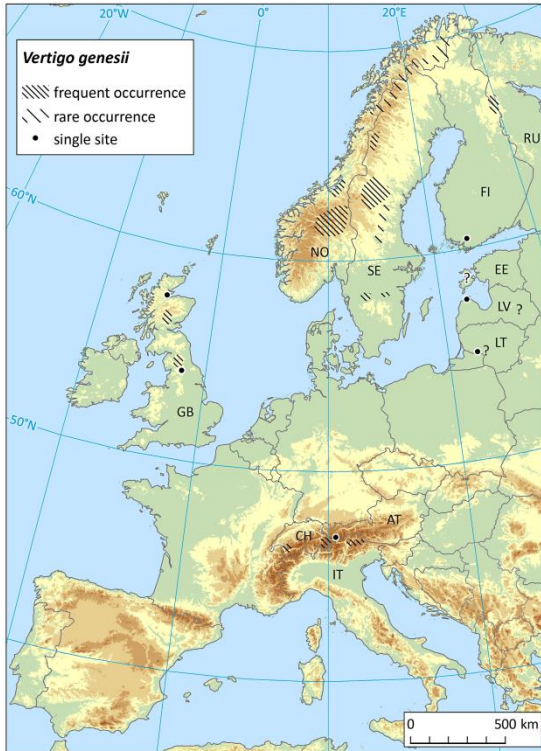 20°W
0°
20°E
Vertigo genesii
frequent occurrence
rare occurrence
single site
60°N
RU
FI
NO
SE
?
EE
LV ?
LT
?
GB
50°N
CH
AT
IT
0 500 km